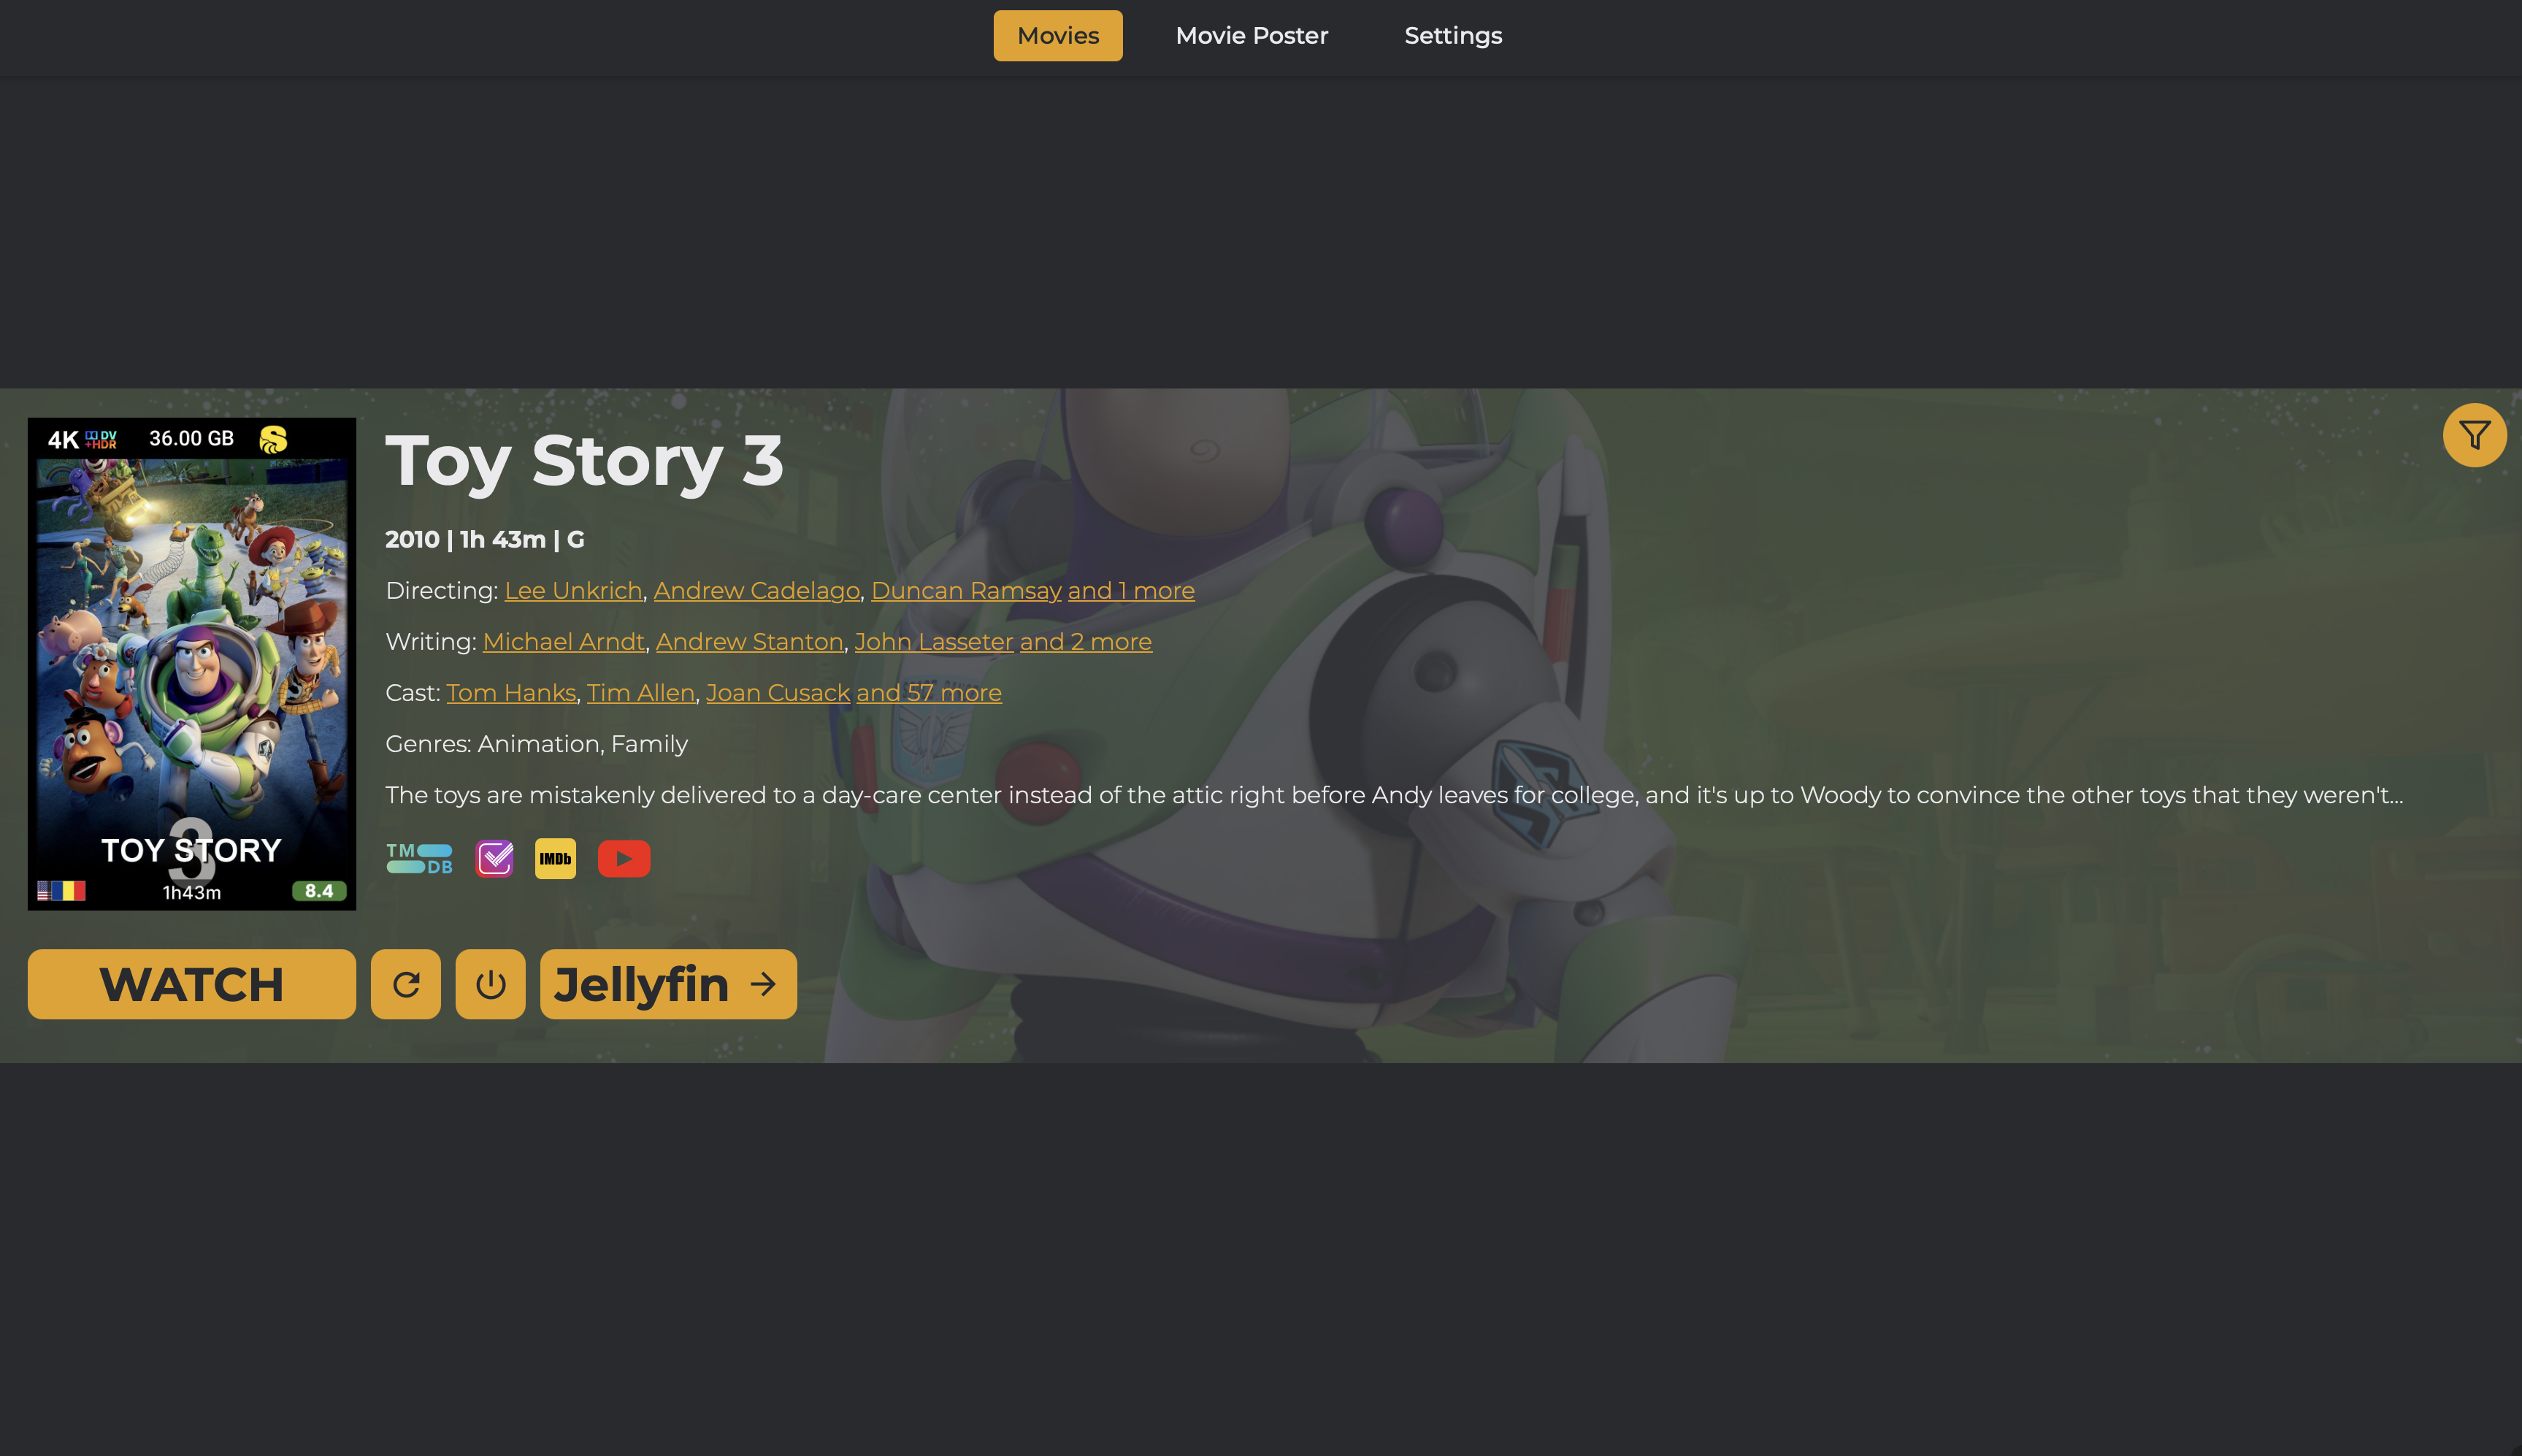 Movies
Movie Poster
Settings
4K DV +HDR 36.00 GB
TOY STORY
3
1h43m
8.4
Toy Story 3
2010 | 1h 43m | G
Directing: Lee Unkrich, Andrew Cadelago, Duncan Ramsay and 1 more
Writing: Michael Arndt, Andrew Stanton, John Lasseter and 2 more
Cast: Tom Hanks, Tim Allen, Joan Cusack and 57 more
Genres: Animation, Family
The toys are mistakenly delivered to a day-care center instead of the attic right before Andy leaves for college, and it's up to Woody to convince the other toys that they weren't...
TMDB
IMDb
WATCH
Jellyfin